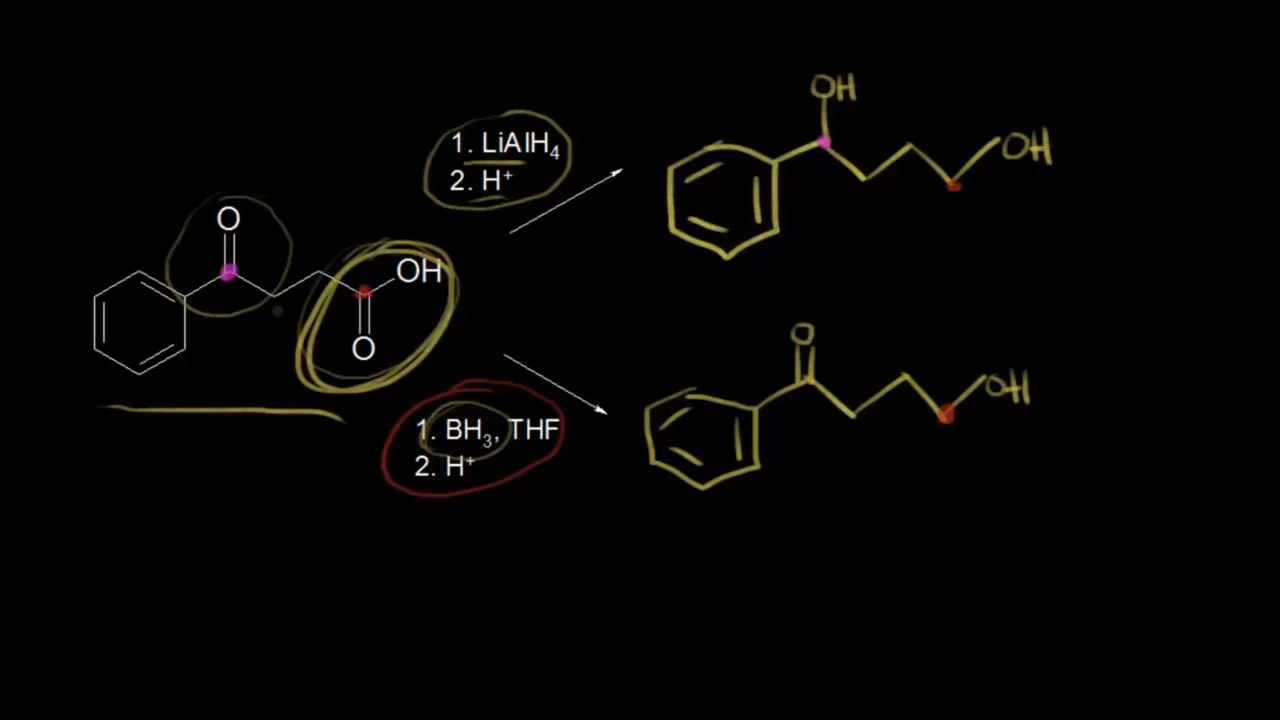 O
OH
O
1. LiAlH₄
2. H⁺
OH
OH
1. BH₃, THF
2. H⁺
O
OH